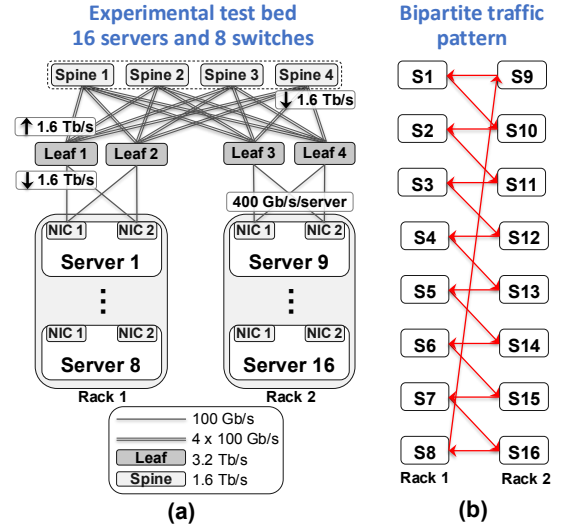 Experimental test bed
16 servers and 8 switches
Spine 1 Spine 2 Spine 3 Spine 4
↓ 1.6 Tb/s
↑ 1.6 Tb/s
Leaf 1 Leaf 2 Leaf 3 Leaf 4
↓ 1.6 Tb/s
400 Gb/s/server
NIC 1 NIC 2 NIC 1 NIC 2
Server 1 Server 9
NIC 1 NIC 2 NIC 1 NIC 2
Server 8 Server 16
Rack 1 Rack 2
100 Gb/s
4 x 100 Gb/s
Leaf 3.2 Tb/s
Spine 1.6 Tb/s
(a)
Bipartite traffic
pattern
S1 S9
S2 S10
S3 S11
S4 S12
S5 S13
S6 S14
S7 S15
S8 S16
Rack 1 Rack 2
(b)